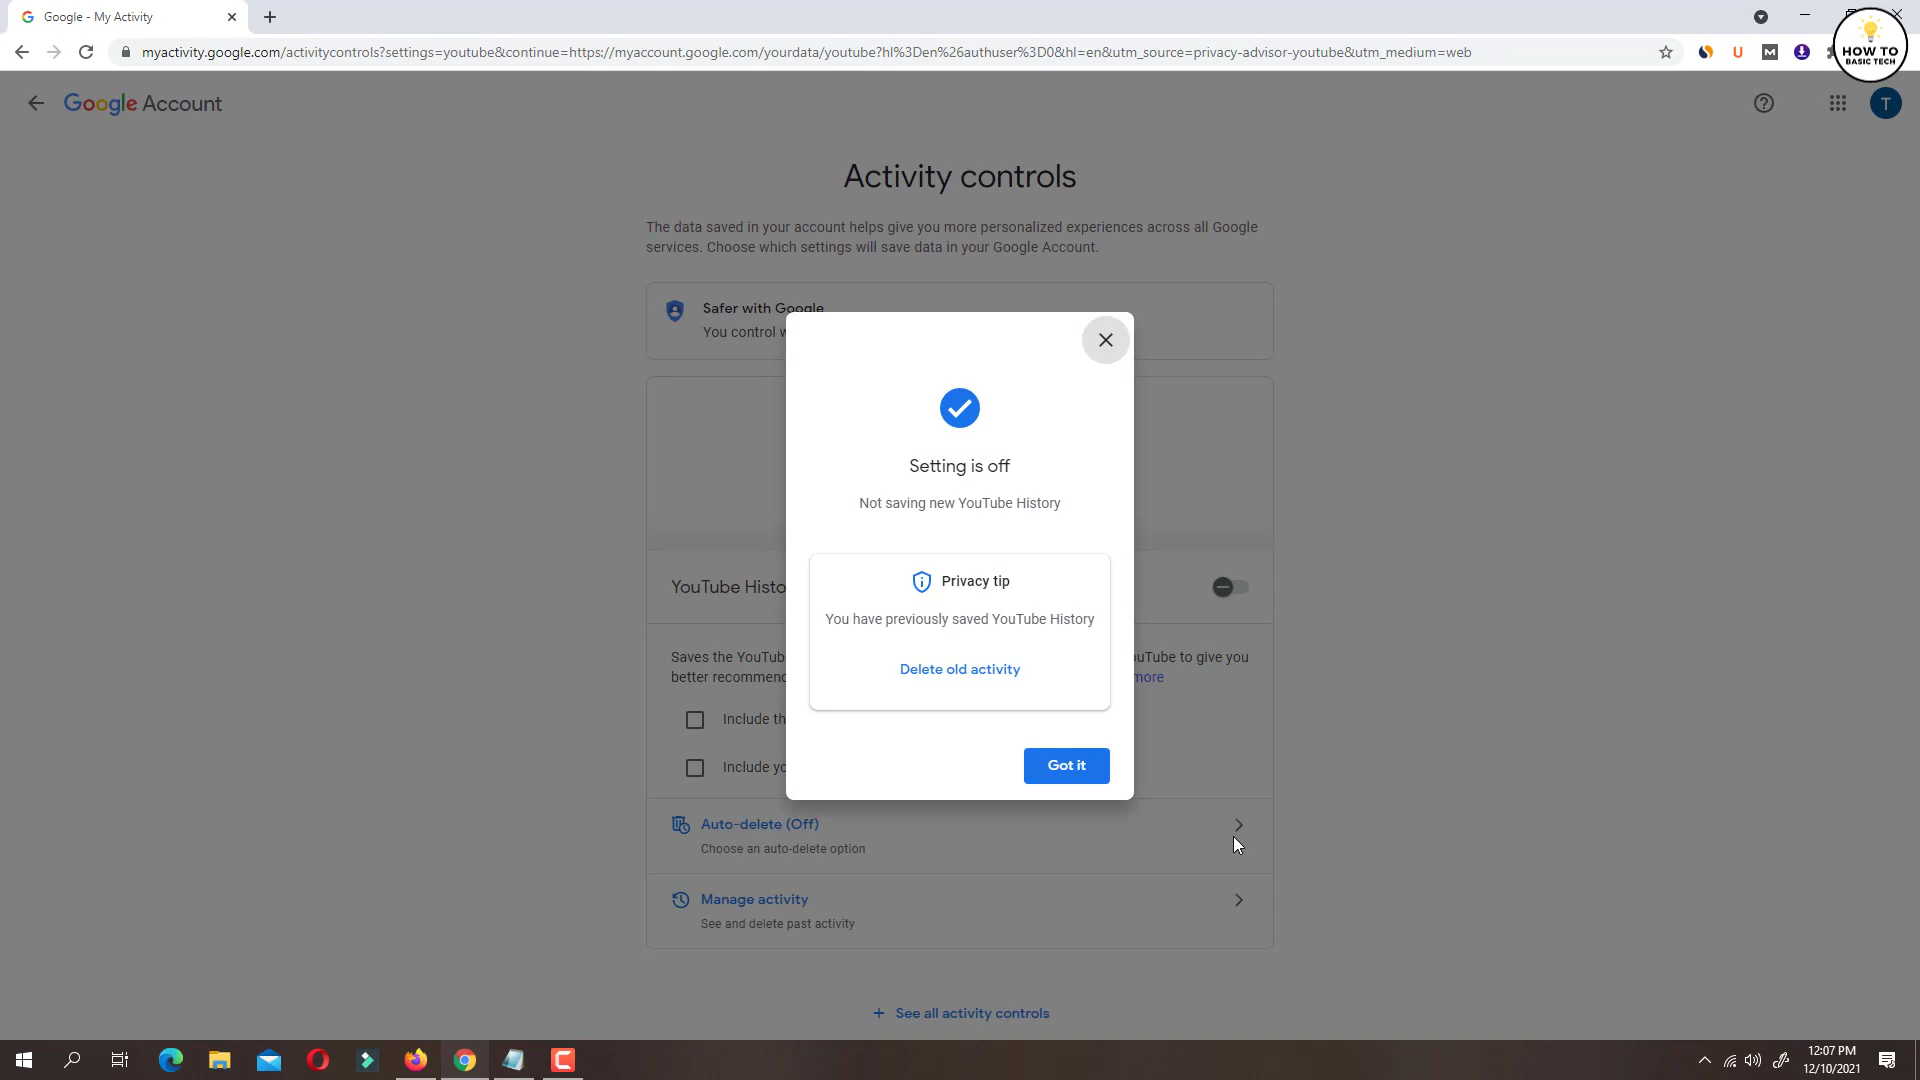 Google - My Activity
myactivity.google.com/activitycontrols?settings=youtube&continue=https://myaccount.google.com/yourdata/youtube?hl%3Den%26authuser%3D0&hl=en&utm_source=privacy-advisor-youtube&utm_medium=web
HOW TO
BASIC TECH
Google Account
T
Activity controls
The data saved in your account helps give you more personalized experiences across all Google
services. Choose which settings will save data in your Google Account.
Safer with Google
You control
Setting is off
Not saving new YouTube History
Privacy tip
You have previously saved YouTube History
Delete old activity
Got it
YouTube Histo
Saves the YouTub
uTube to give you
better recommen
more
Include th
Include yo
Auto-delete (Off)
Choose an auto-delete option
Manage activity
See and delete past activity
+ See all activity controls
12:07 PM
12/10/2021